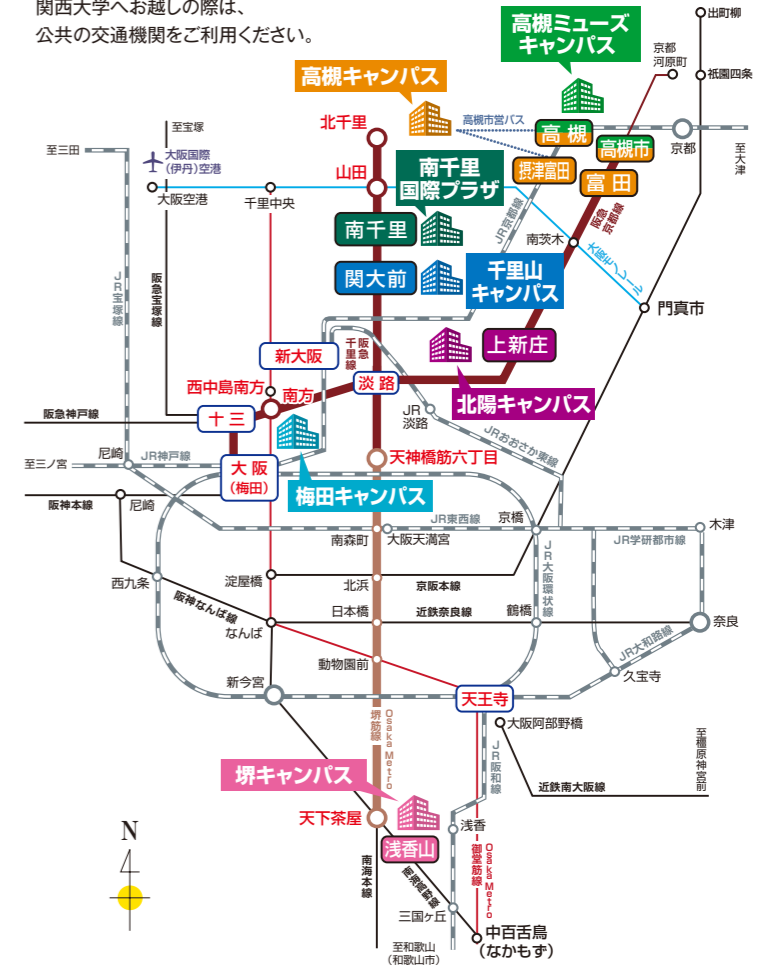 関西大学へお越しの際は、
公共の交通機関をご利用ください。
高槻ミューズ
キャンパス
出町柳
京都
河原町
祇園四条
高槻キャンパス
高槻市営バス
高槻
高槻市
京都
至大津
至宝塚
北千里
至三田
大阪国際
(伊丹)空港
山田
南千里
国際プラザ
摂津富田
富田
大阪空港
千里中央
JR京都線
阪急
京都線
南茨木
大阪モノレール
南千里
関大前
千里山
キャンパス
門真市
JR宝塚線
阪急宝塚線
新大阪
阪急
千里線
上新庄
淡路
西中島南方
南方
北陽キャンパス
十三
阪急神戸線
JR
淡路
JRおおさか東線
尼崎
JR神戸線
至三ノ宮
大阪
(梅田)
天神橋筋六丁目
梅田キャンパス
阪神本線
尼崎
JR東西線
京橋
木津
南森町
大阪天満宮
JR学研都市線
JR大阪環状線
西九条
淀屋橋
北浜
京阪本線
阪神なんば線
なんば
日本橋
近鉄奈良線
鶴橋
奈良
動物園前
JR大和路線
久宝寺
新今宮
天王寺
大阪阿部野橋
Osaka Metro
堺筋線
JR阪和線
至橿原神宮前
近鉄南大阪線
堺キャンパス
天下茶屋
浅香
浅香山
N
南海本線
南海高野線
Osaka Metro
御堂筋線
三国ヶ丘
中百舌鳥
(なかもず)
至和歌山
(和歌山市)